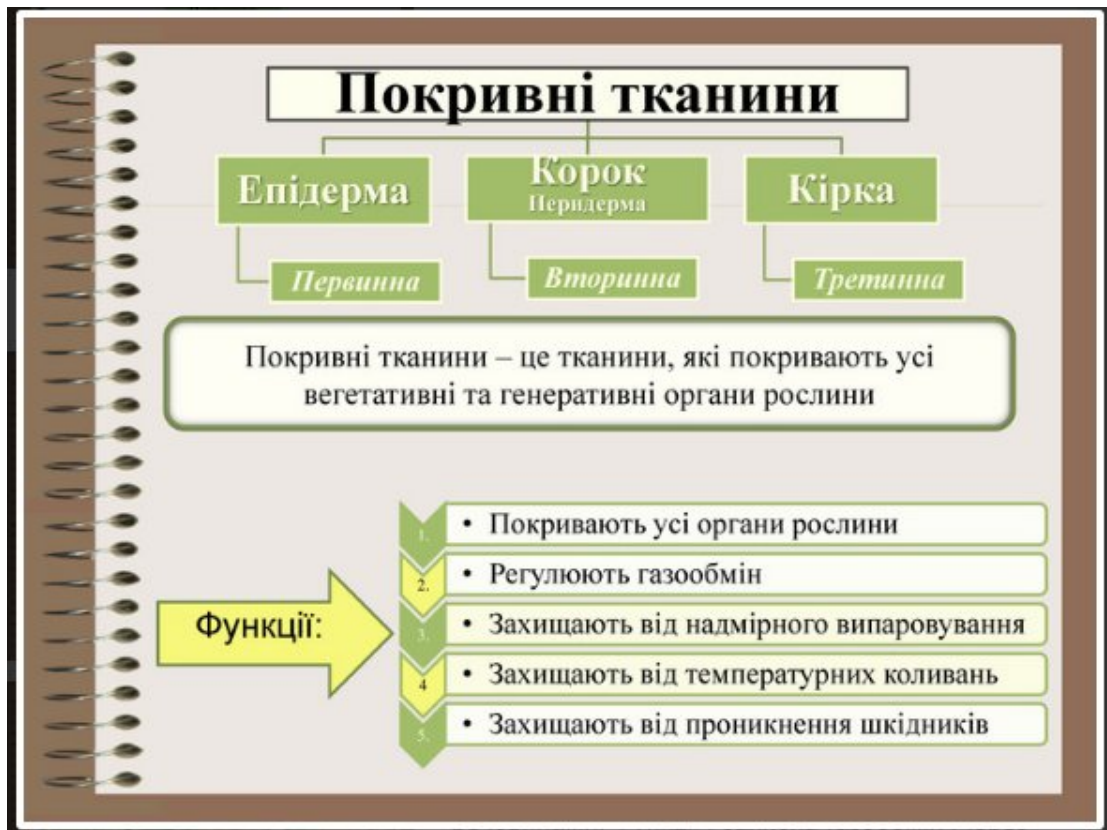 Покривні тканини
Епідерма
Корок
Перидерма
Кірка
Первинна
Вторинна
Третинна
Покривні тканини – це тканини, які покривають усі
вегетативні та генеративні органи рослини
Функції:
1. • Покривають усі органи рослини
2. • Регулюють газообмін
3. • Захищають від надмірного випаровування
4 • Захищають від температурних коливань
5. • Захищають від проникнення шкідників